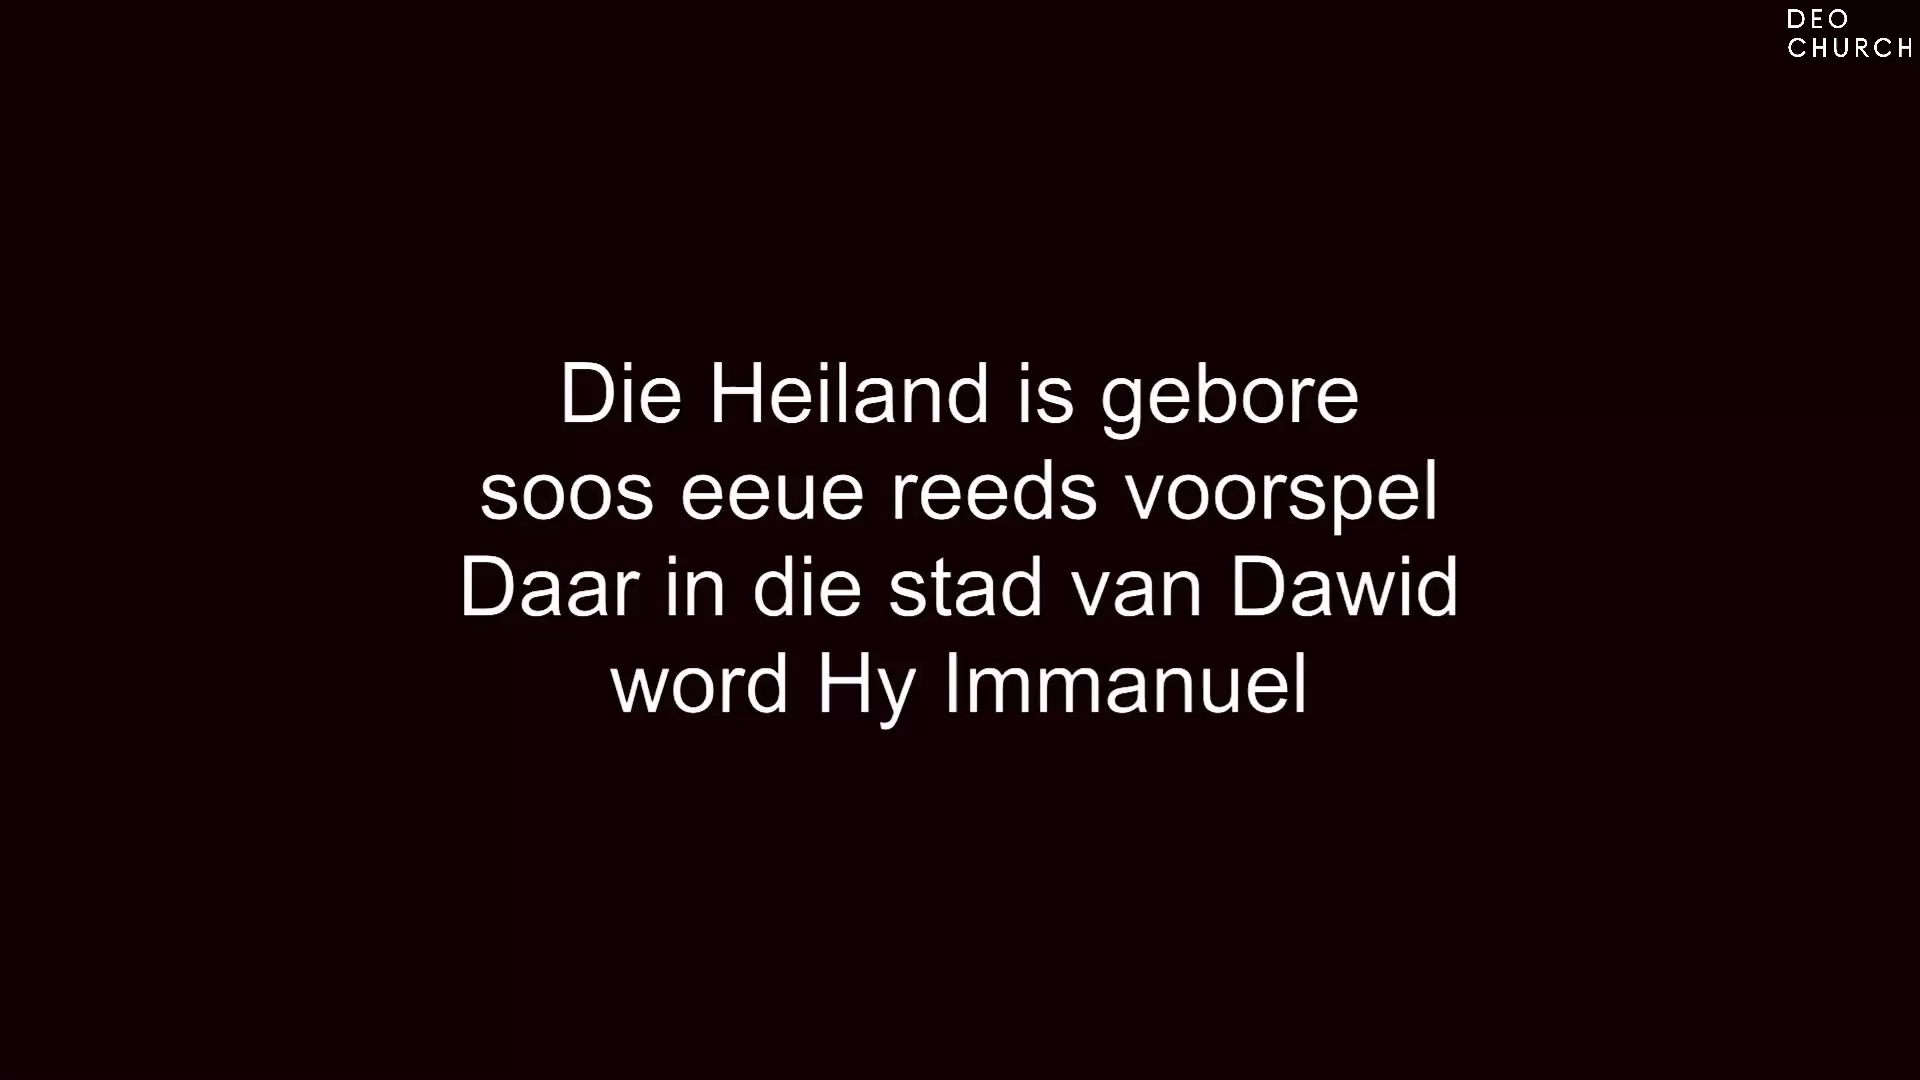 DEO
CHURCH
Die Heiland is gebore
soos eeue reeds voorspel
Daar in die stad van Dawid
word Hy Immanuel